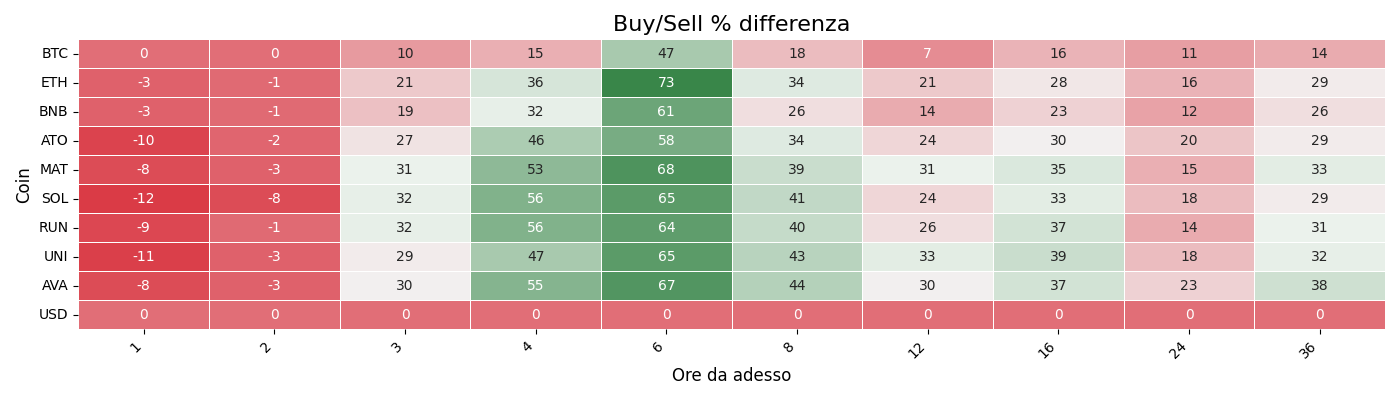 Buy/Sell % differenza
Coin
BTC 0 0 10 15 47 18 7 16 11 14
ETH -3 -1 21 36 73 34 21 28 16 29
BNB -3 -1 19 32 61 26 14 23 12 26
ATO -10 -2 27 46 58 34 24 30 20 29
MAT -8 -3 31 53 68 39 31 35 15 33
SOL -12 -8 32 56 65 41 24 33 18 29
RUN -9 -1 32 56 64 40 26 37 14 31
UNI -11 -3 29 47 65 43 33 39 18 32
AVA -8 -3 30 55 67 44 30 37 23 38
USD 0 0 0 0 0 0 0 0 0 0
1 2 3 4 6 8 12 16 24 36
Ore da adesso